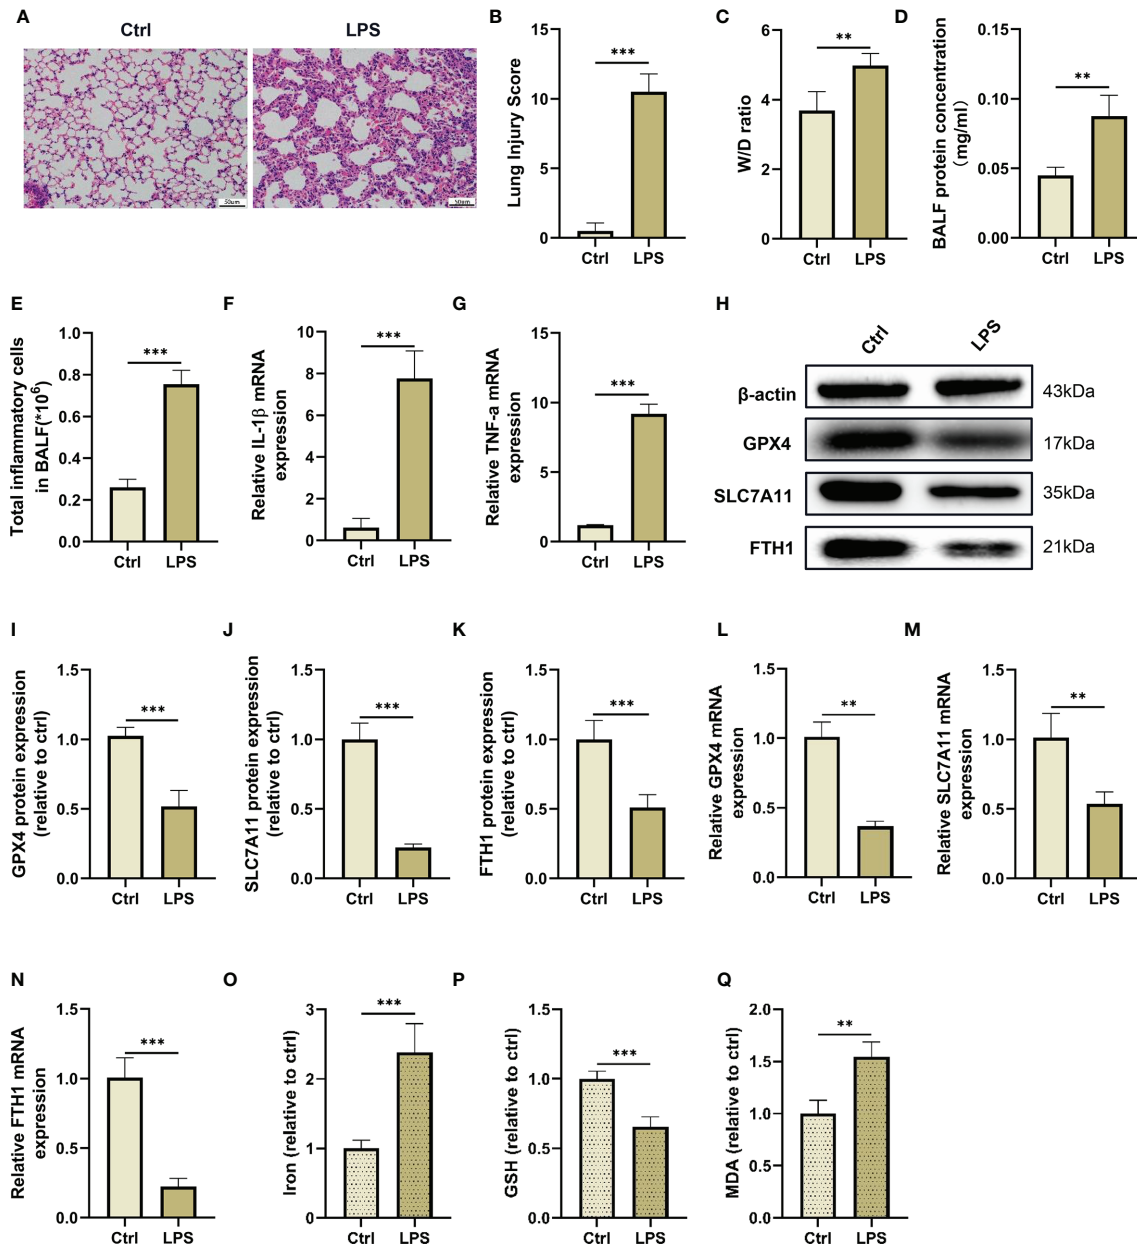 A
Ctrl
LPS
50um
50um
B
Lung Injury Score
15
10
5
0
***
Ctrl
LPS
C
W/D ratio
6
4
2
0
**
Ctrl
LPS
D
BALF protein concentration
(mg/ml)
0.15
0.10
0.05
0.00
**
Ctrl
LPS
E
Total inflammatory cells
in BALF(*10^6)
1.0
0.8
0.6
0.4
0.2
0.0
***
Ctrl
LPS
F
Relative IL-1β mRNA
expression
10
8
6
4
2
0
***
Ctrl
LPS
G
Relative TNF-a mRNA
expression
15
10
5
0
***
Ctrl
LPS
H
Ctrl
LPS
β-actin
43kDa
GPX4
17kDa
SLC7A11
35kDa
FTH1
21kDa
I
GPX4 protein expression
(relative to ctrl)
1.5
1.0
0.5
0.0
***
Ctrl
LPS
J
SLC7A11 protein expression
(relative to ctrl)
1.5
1.0
0.5
0.0
***
Ctrl
LPS
K
FTH1 protein expression
(relative to ctrl)
1.5
1.0
0.5
0.0
***
Ctrl
LPS
L
Relative GPX4 mRNA
expression
1.5
1.0
0.5
0.0
**
Ctrl
LPS
M
Relative SLC7A11 mRNA
expression
1.5
1.0
0.5
0.0
**
Ctrl
LPS
N
Relative FTH1 mRNA
expression
1.5
1.0
0.5
0.0
***
Ctrl
LPS
O
Iron (relative to ctrl)
3
2
1
0
***
Ctrl
LPS
P
GSH (relative to ctrl)
1.5
1.0
0.5
0.0
***
Ctrl
LPS
Q
MDA (relative to ctrl)
2.0
1.5
1.0
0.5
0.0
**
Ctrl
LPS